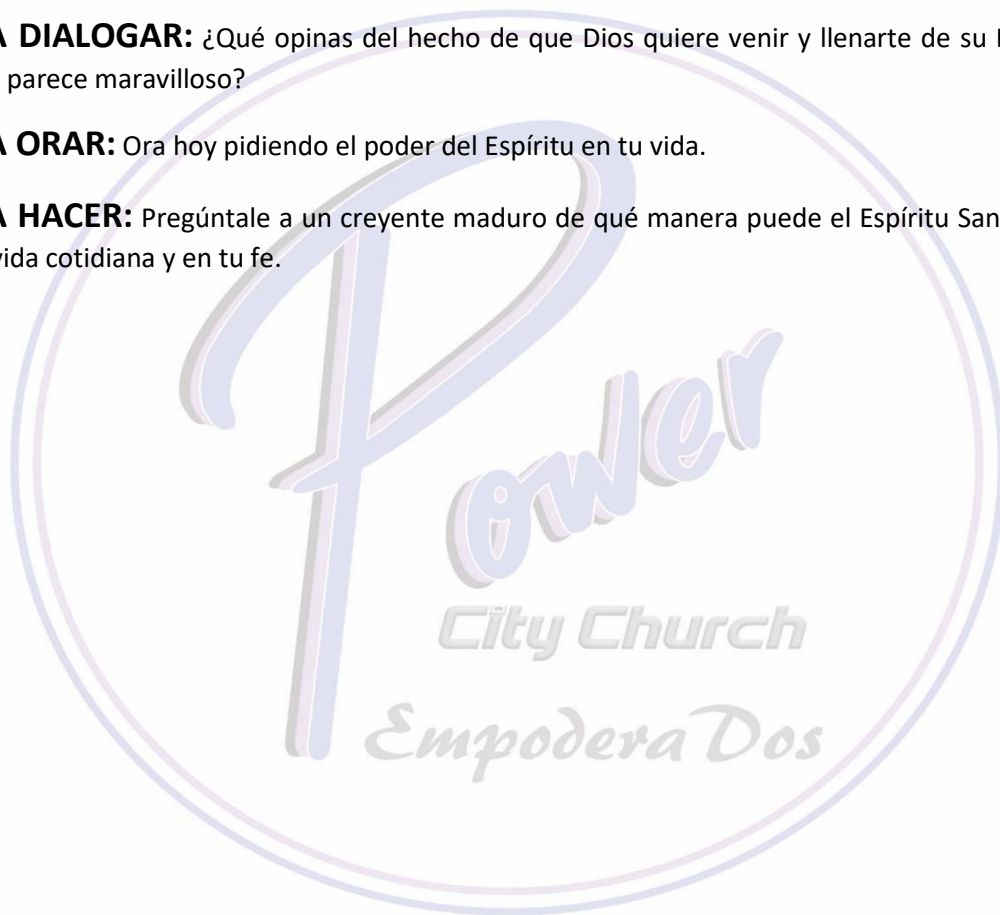 A DIALOGAR: ¿Qué opinas del hecho de que Dios quiere venir y llenarte de su
parece maravilloso?
A ORAR: Ora hoy pidiendo el poder del Espíritu en tu vida.
A HACER: Pregúntale a un creyente maduro de qué manera puede el Espíritu San
vida cotidiana y en tu fe.
Power
City Church
EmpoderaDos